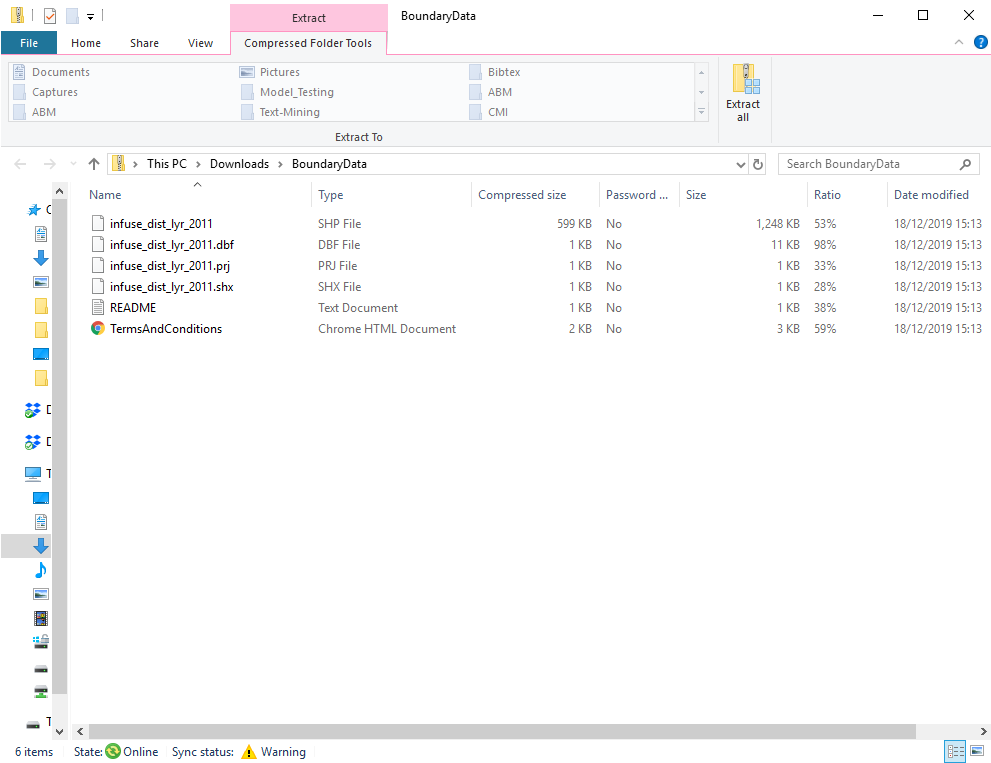 Extract
BoundaryData
File Home Share View Compressed Folder Tools
Documents Pictures Bibtex
Captures Model_Testing ABM
ABM Text-Mining CMI
Extract all
Extract To
This PC > Downloads > BoundaryData
Search BoundaryData
Name Type Compressed size Password ... Size Ratio Date modified
infuse_dist_lyr_2011 SHP File 599 KB No 1,248 KB 53% 18/12/2019 15:13
infuse_dist_lyr_2011.dbf DBF File 1 KB No 11 KB 98% 18/12/2019 15:13
infuse_dist_lyr_2011.prj PRJ File 1 KB No 1 KB 33% 18/12/2019 15:13
infuse_dist_lyr_2011.shx SHX File 1 KB No 1 KB 28% 18/12/2019 15:13
README Text Document 1 KB No 1 KB 38% 18/12/2019 15:13
TermsAndConditions Chrome HTML Document 2 KB No 3 KB 59% 18/12/2019 15:13
6 items State: Online Sync status: Warning